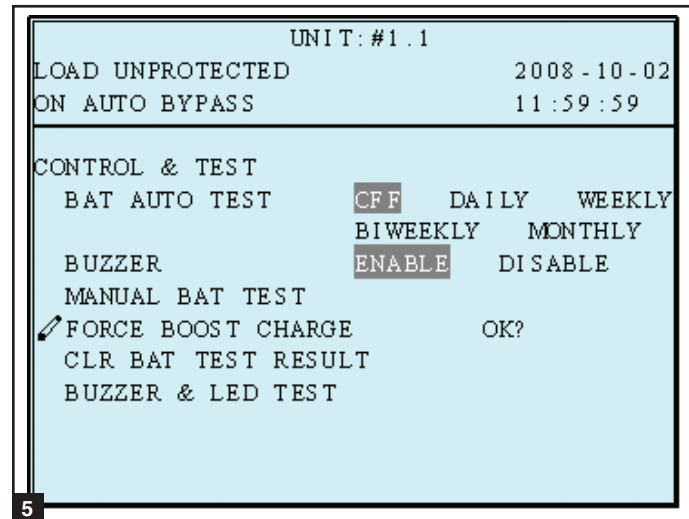 UNIT:#1.1
LOAD UNPROTECTED 2008-10-02
ON AUTO BYPASS 11:59:59
CONTROL & TEST
BAT AUTO TEST CFF DAILY WEEKLY
BIWEEKLY MONTHLY
BUZZER ENABLE DISABLE
MANUAL BAT TEST
FORCE BOOST CHARGE OK?
CLR BAT TEST RESULT
BUZZER & LED TEST
5